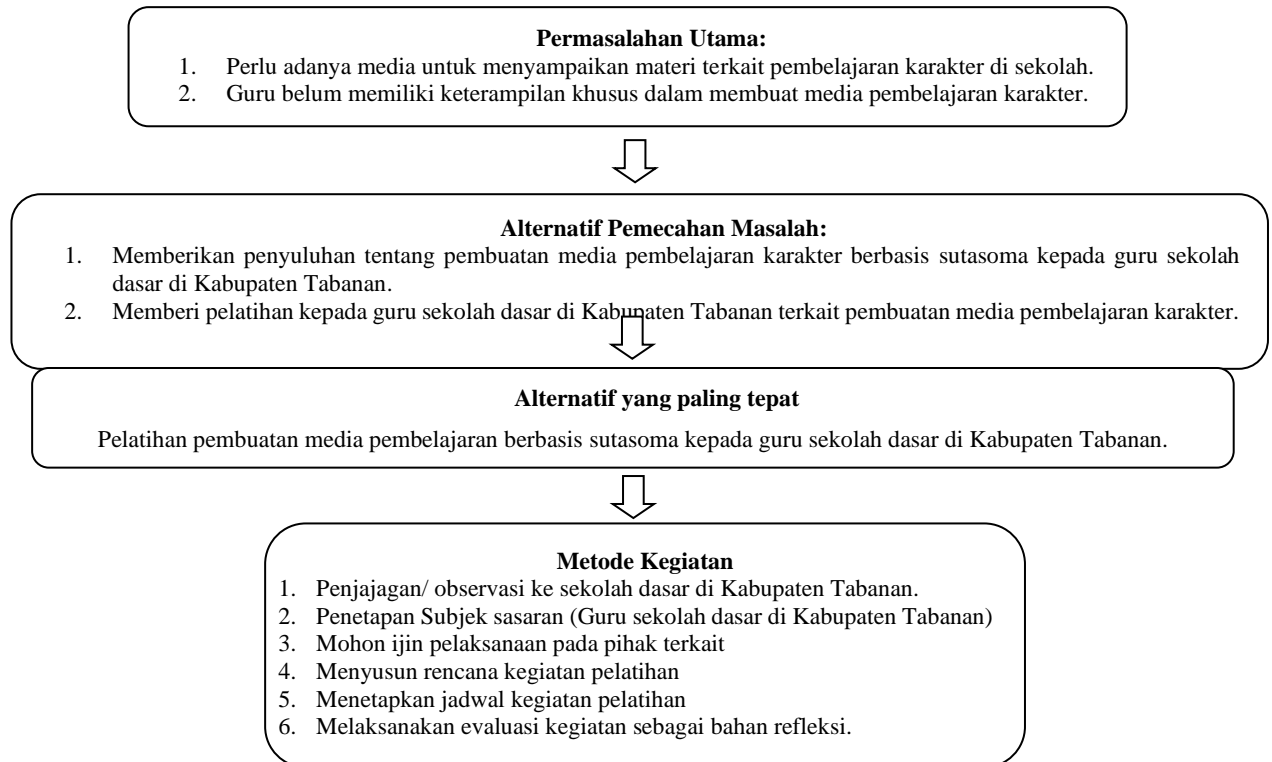 Permasalahan Utama:
1. Perlu adanya media untuk menyampaikan materi terkait pembelajaran karakter di sekolah.
2. Guru belum memiliki keterampilan khusus dalam membuat media pembelajaran karakter.
Alternatif Pemecahan Masalah:
1. Memberikan penyuluhan tentang pembuatan media pembelajaran karakter berbasis sutasoma kepada guru sekolah
dasar di Kabupaten Tabanan.
2. Memberi pelatihan kepada guru sekolah dasar di Kabupaten Tabanan terkait pembuatan media pembelajaran karakter.
Alternatif yang paling tepat
Pelatihan pembuatan media pembelajaran berbasis sutasoma kepada guru sekolah dasar di Kabupaten Tabanan.
Metode Kegiatan
1. Penjajagan/ observasi ke sekolah dasar di Kabupaten Tabanan.
2. Penetapan Subjek sasaran (Guru sekolah dasar di Kabupaten Tabanan)
3. Mohon ijin pelaksanaan pada pihak terkait
4. Menyusun rencana kegiatan pelatihan
5. Menetapkan jadwal kegiatan pelatihan
6. Melaksanakan evaluasi kegiatan sebagai bahan refleksi.